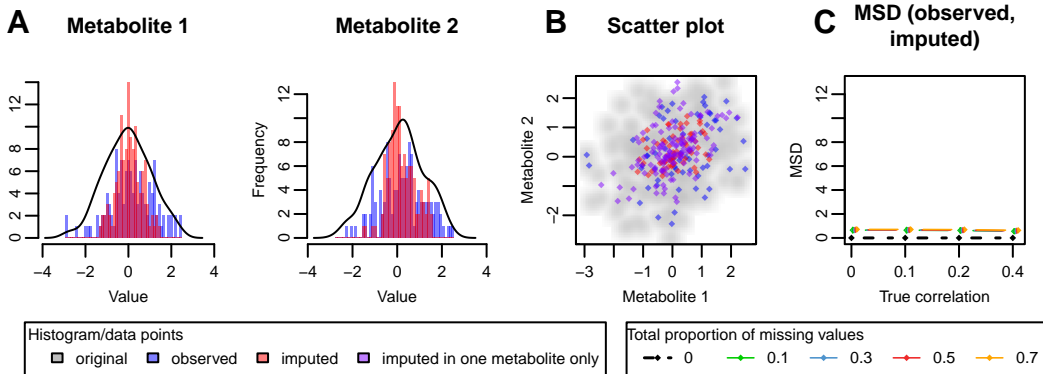 A Metabolite 1 Metabolite 2 B Scatter plot C MSD (observed, imputed)
0 2 4 6 8 12
−4 −2 0 2 4
Value
Frequency
0 2 4 6 8 12
−4 −2 0 2 4
Value
Metabolite 2
−2 0 1 2
−3 −1 0 1 2
Metabolite 1
MSD
0 2 4 6 8 12
0 0.1 0.2 0.4
True correlation
Histogram/data points
original observed imputed imputed in one metabolite only
Total proportion of missing values
0 0.1 0.3 0.5 0.7